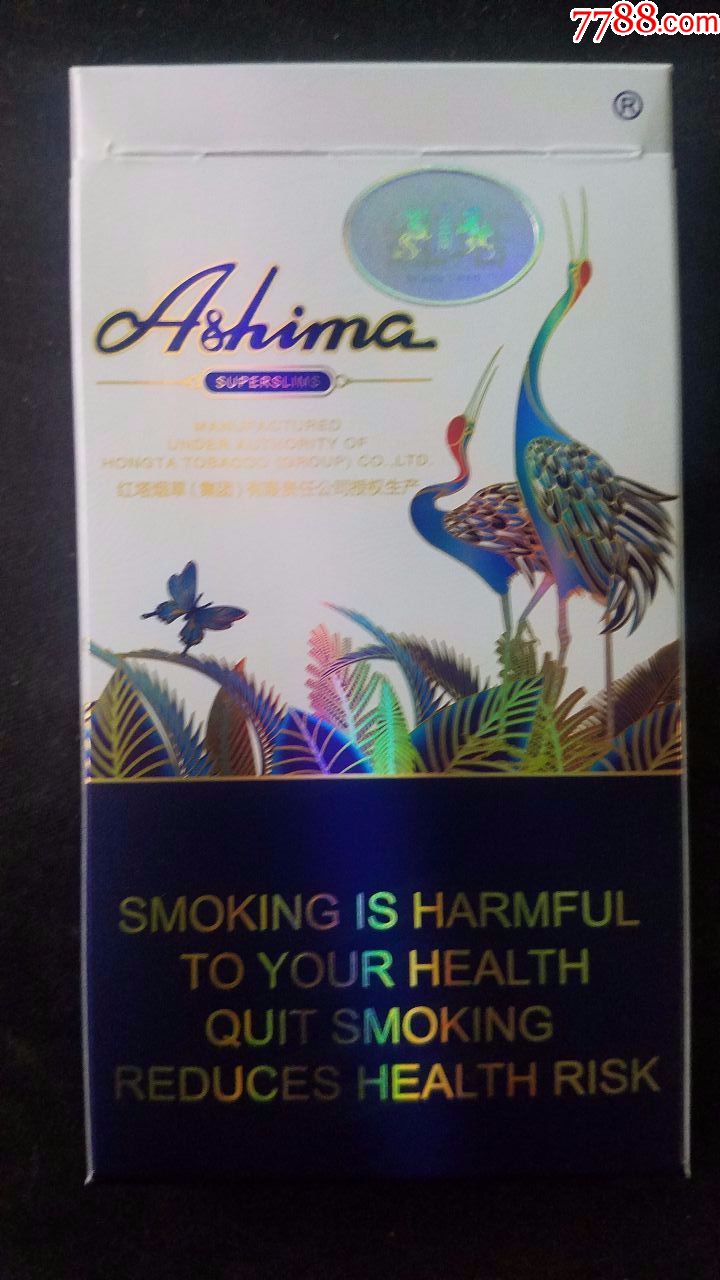 7788.com
®
Ashima
SUPERSLIMS
MANUFACTURED
UNDER AUTHORITY OF
HONGTA TOBACCO (GROUP) CO.,LTD.
红塔烟草(集团)有限责任公司授权生产
SMOKING IS HARMFUL
TO YOUR HEALTH
QUIT SMOKING
REDUCES HEALTH RISK